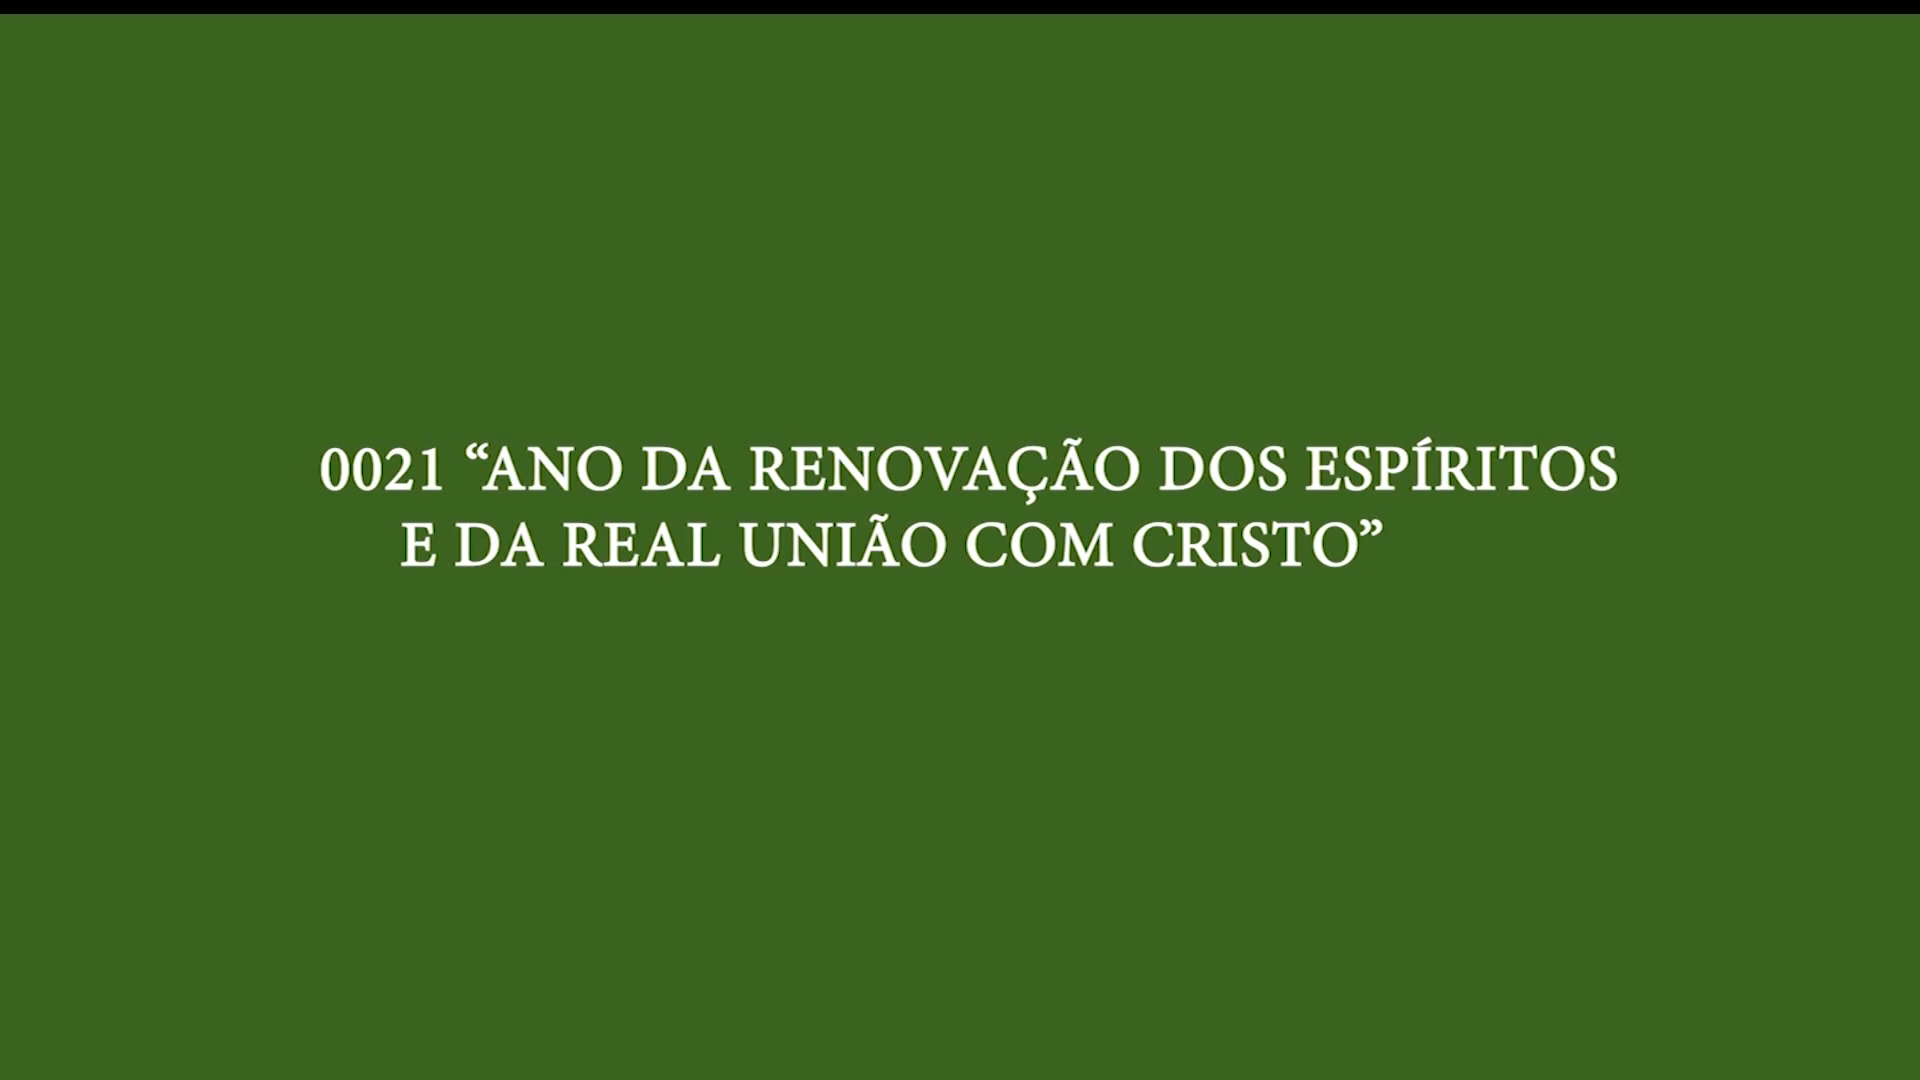 0021 “ANO DA RENOVAÇÃO DOS ESPÍRITOS
E DA REAL UNIÃO COM CRISTO”